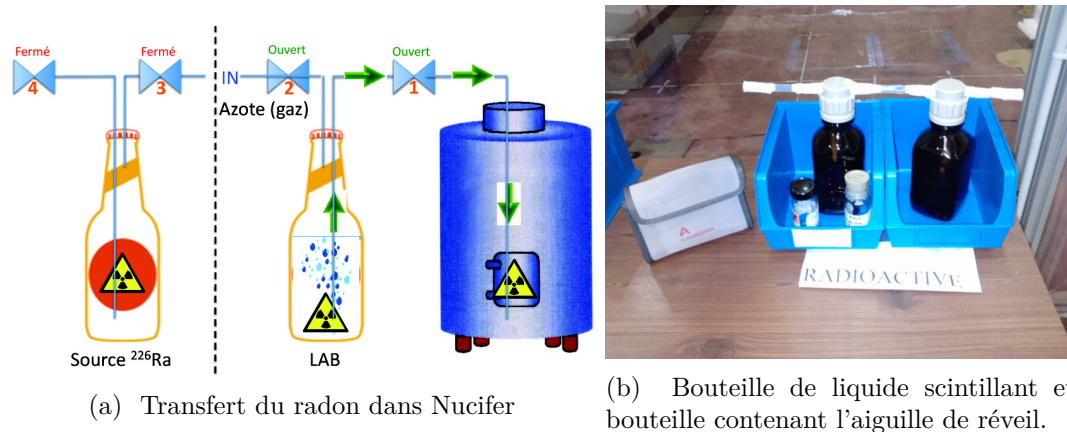 Fermé
Fermé
Ouvert
Ouvert
4
3
IN
2
1
Azote (gaz)
Source ²²⁶Ra
LAB
(a) Transfert du radon dans Nucifer
CANBERRA
RADIOACTIVE
(b) Bouteille de liquide scintillant et
bouteille contenant l'aiguille de réveil.